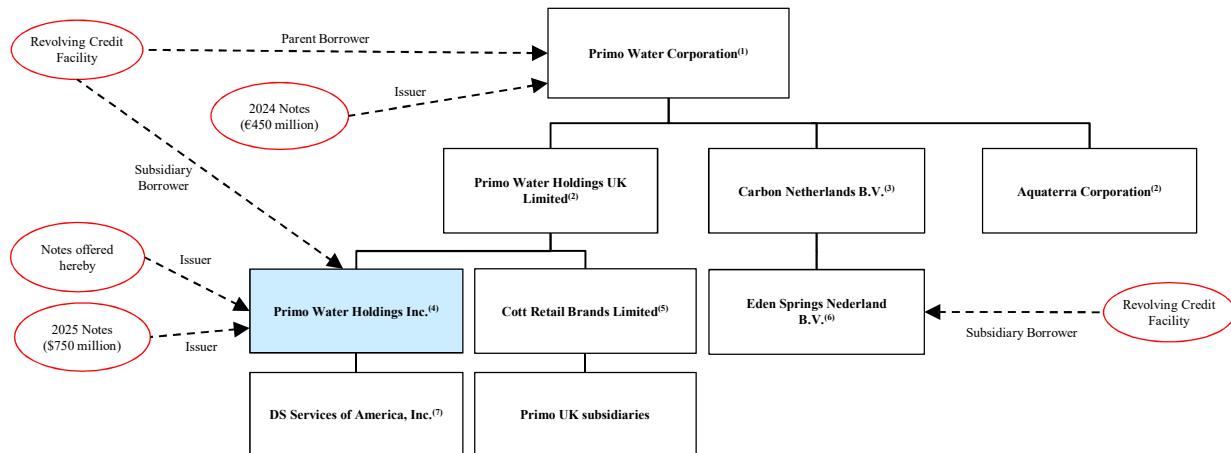 Revolving Credit
Facility
Parent Borrower
Primo Water Corporation(1)
2024 Notes
(€450 million)
Issuer
Subsidiary
Borrower
Primo Water Holdings UK
Limited(2)
Carbon Netherlands B.V.(3)
Aquaterra Corporation(2)
Notes offered
hereby
Issuer
Primo Water Holdings Inc.(4)
Cott Retail Brands Limited(5)
Eden Springs Nederland
B.V.(6)
Revolving Credit
Facility
Subsidiary Borrower
2025 Notes
($750 million)
Issuer
DS Services of America, Inc.(7)
Primo UK subsidiaries